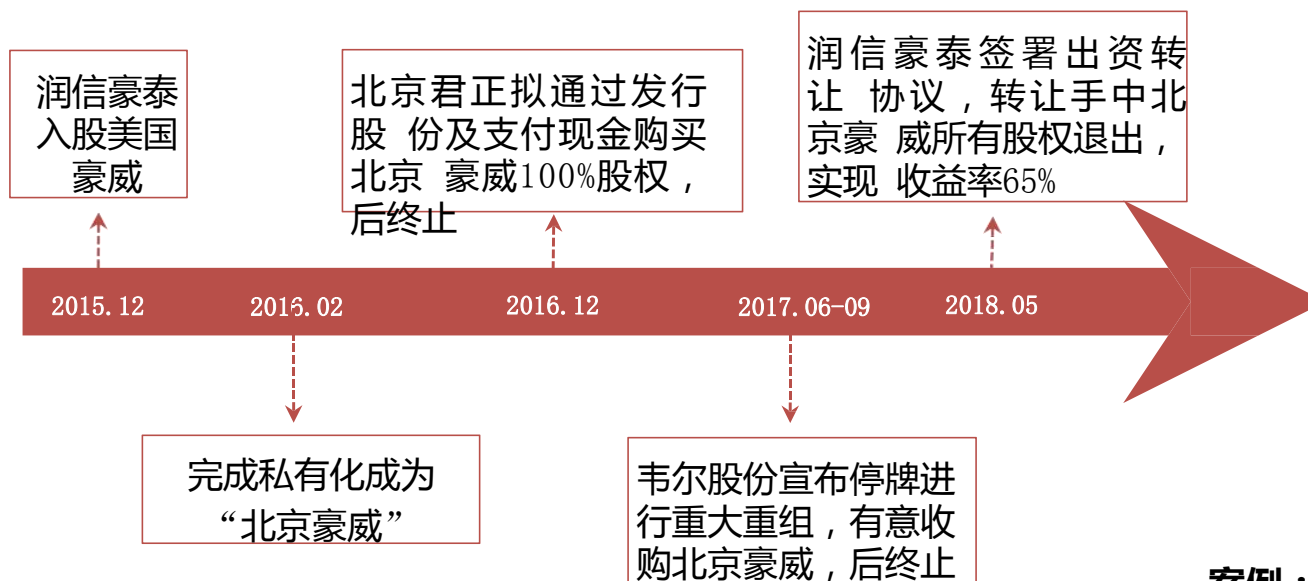 润信豪泰
入股美国
豪威
北京君正拟通过发行
股 份及支付现金购买
北京 豪威100%股权，
后终止
润信豪泰签署出资转
让 协议，转让手中北
京豪 威所有股权退出，
实现 收益率65%
2015.12
2016.02
2016.12
2017.06-09
2018.05
完成私有化成为
“北京豪威”
韦尔股份宣布停牌进
行重大重组，有意收
购北京豪威，后终止
案例：